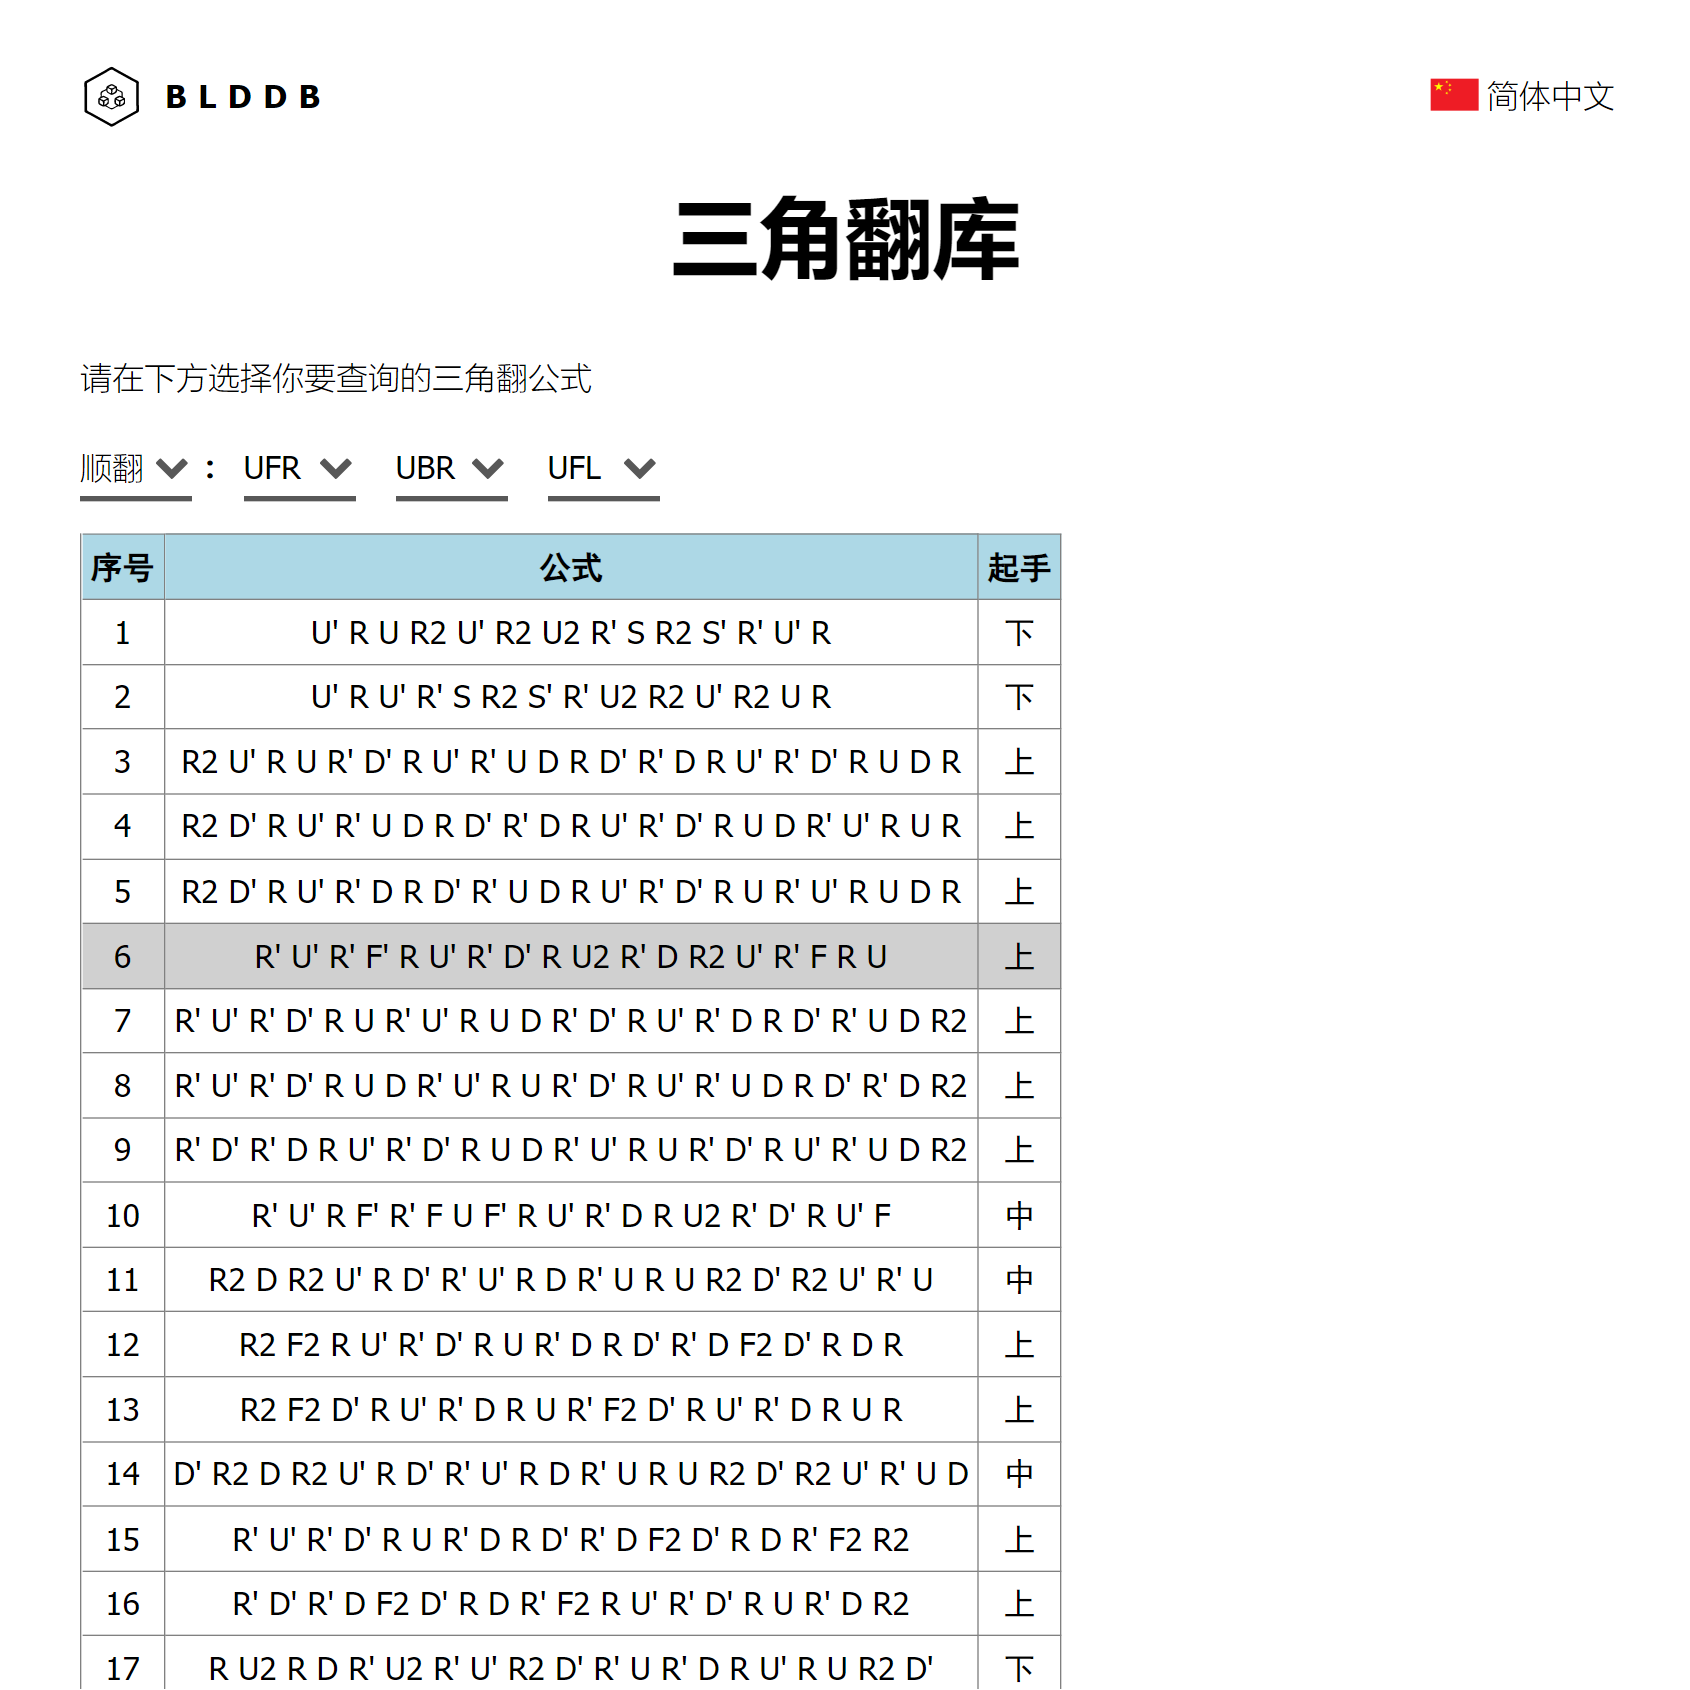 BLDDB
简体中文
三角翻库
请在下方选择你要查询的三角翻公式
顺翻 : UFR UBR UFL
序号 公式 起手
1 U' R U R2 U' R2 U2 R' S R2 S' R' U' R 下
2 U' R U' R' S R2 S' R' U2 R2 U' R2 U R 下
3 R2 U' R U R' D' R U' R' U D R D' R' D R U' R' D' R U D R 上
4 R2 D' R U' R' U D R D' R' D R U' R' D' R U D R' U' R U R 上
5 R2 D' R U' R' D R D' R' U D R U' R' D' R U R' U' R U D R 上
6 R' U' R' F' R U' R' D' R U2 R' D R2 U' R' F R U 上
7 R' U' R' D' R U R' U' R U D R' D' R U' R' D R D' R' U D R2 上
8 R' U' R' D' R U D R' U' R U R' D' R U' R' U D R D' R' D R2 上
9 R' D' R' D R U' R' D' R U D R' U' R U R' D' R U' R' U D R2 上
10 R' U' R F' R' F U F' R U' R' D R U2 R' D' R U' F 中
11 R2 D R2 U' R D' R' U' R D R' U R U R2 D' R2 U' R' U 中
12 R2 F2 R U' R' D' R U R' D R D' R' D F2 D' R D R 上
13 R2 F2 D' R U' R' D R U R' F2 D' R U' R' D R U R 上
14 D' R2 D R2 U' R D' R' U' R D R' U R U R2 D' R2 U' R' U D 中
15 R' U' R' D' R U R' D R D' R' D F2 D' R D R' F2 R2 上
16 R' D' R' D F2 D' R D R' F2 R U' R' D' R U R' D R2 上
17 R U2 R D R' U2 R' U' R2 D' R' U R' D R U' R U R2 D' 下